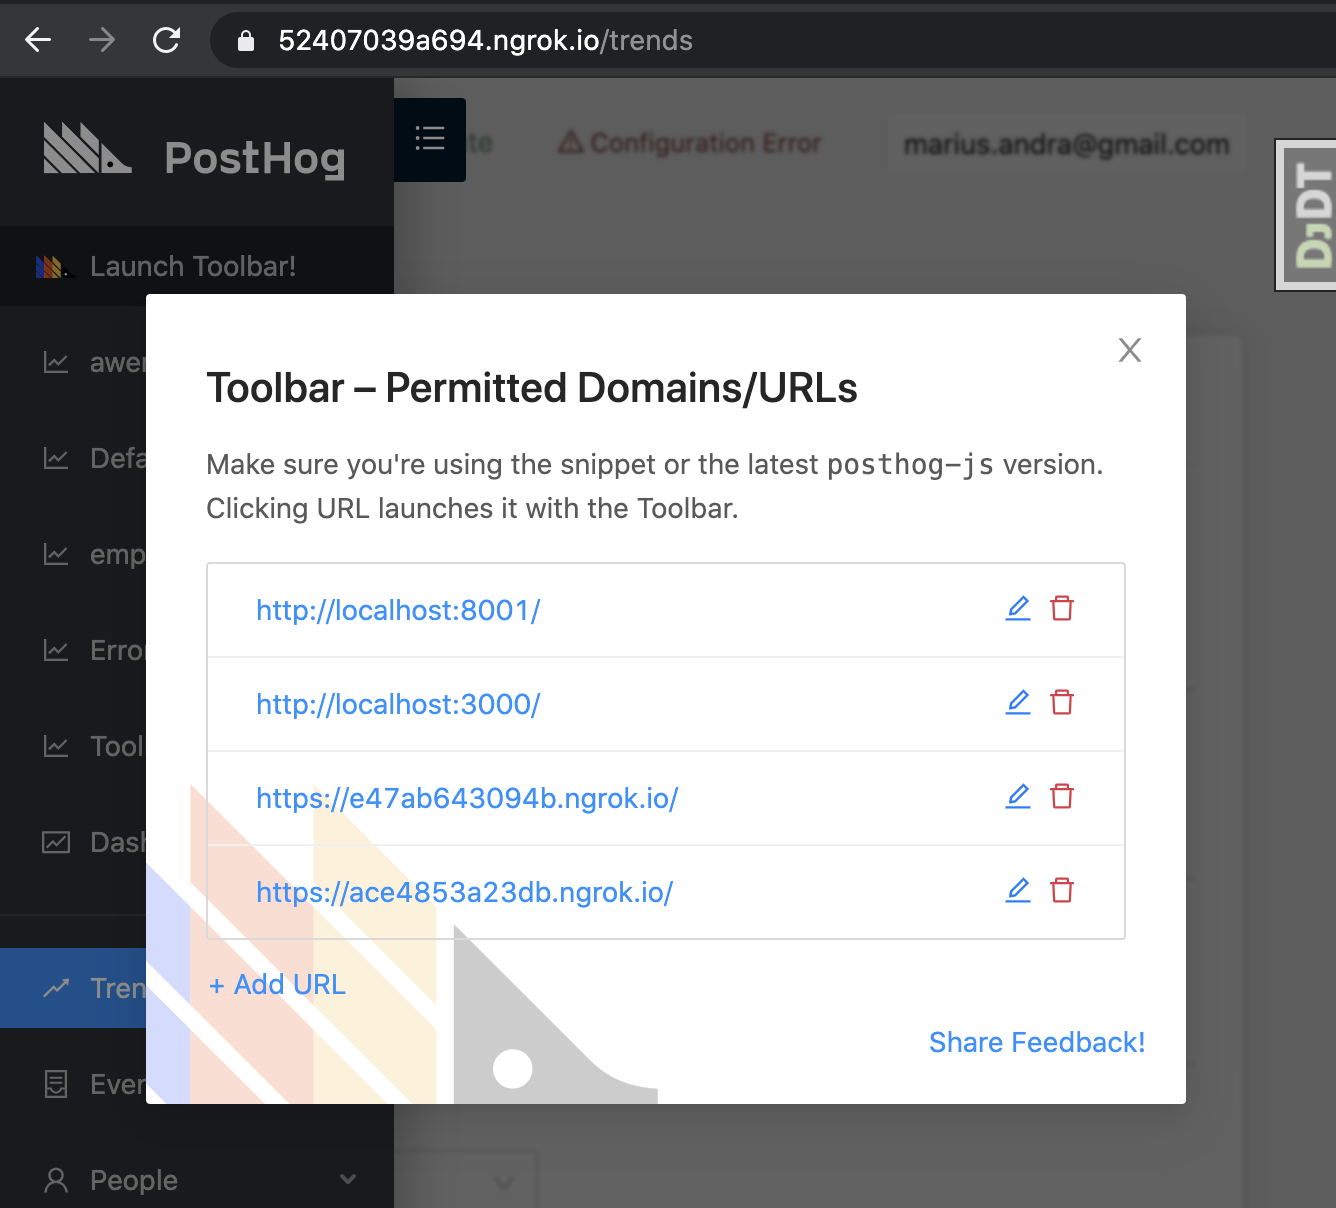 52407039a694.ngrok.io/trends
PostHog
te
Configuration Error
marius.andra@gmail.com
DjDT
Launch Toolbar!
Toolbar – Permitted Domains/URLs
Make sure you're using the snippet or the latest posthog-js version.
Clicking URL launches it with the Toolbar.
http://localhost:8001/
http://localhost:3000/
https://e47ab643094b.ngrok.io/
https://ace4853a23db.ngrok.io/
+ Add URL
Share Feedback!
awe
Defa
emp
Erro
Tool
Dash
Tren
Ever
People